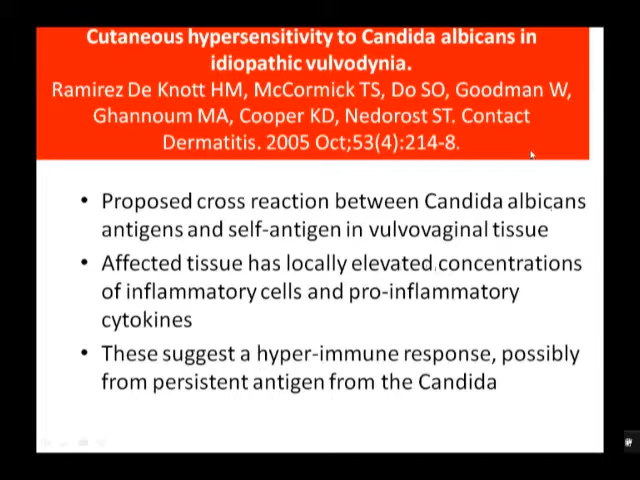 Cutaneous hypersensitivity to Candida albicans in
idiopathic vulvodynia.
Ramirez De Knott HM, McCormick TS, Do SO, Goodman W,
Ghannoum MA, Cooper KD, Nedorost ST. Contact
Dermatitis. 2005 Oct;53(4):214-8.
• Proposed cross reaction between Candida albicans
antigens and self-antigen in vulvovaginal tissue
• Affected tissue has locally elevated concentrations
of inflammatory cells and pro-inflammatory
cytokines
• These suggest a hyper-immune response, possibly
from persistent antigen from the Candida